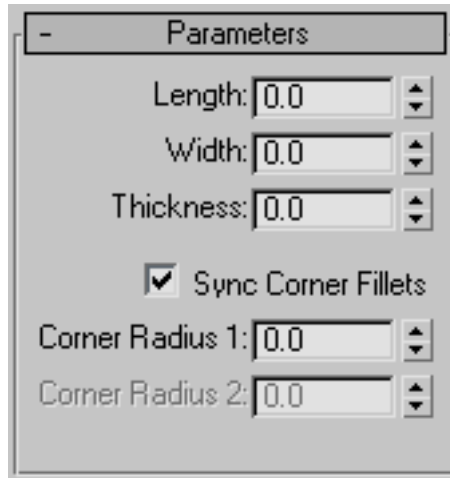 - Parameters
Length: 0.0
Width: 0.0
Thickness: 0.0
Sync Corner Fillets
Corner Radius 1: 0.0
Corner Radius 2: 0.0